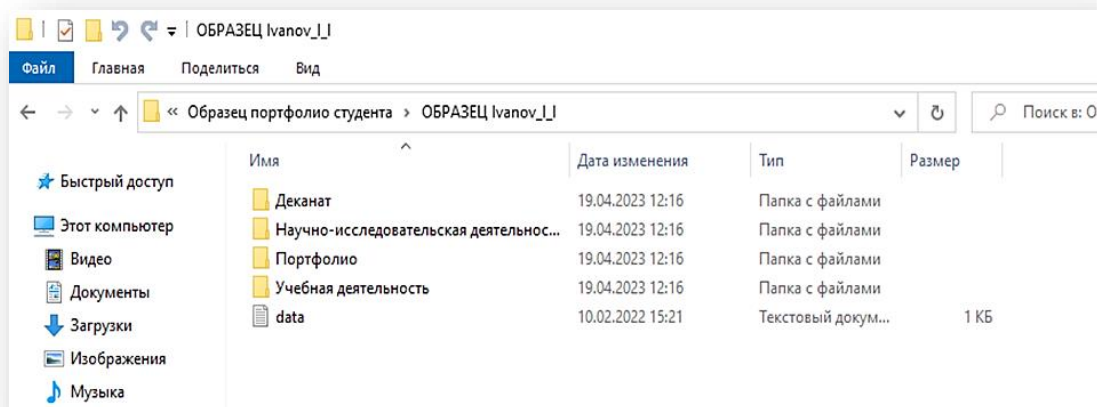 ОБРАЗЕЦ Ivanov_I_I
Файл Главная Поделиться Вид
« Образец портфолио студента › ОБРАЗЕЦ Ivanov_I_I Поиск в: О
Имя Дата изменения Тип Размер
Быстрый доступ
Этот компьютер
Видео
Документы
Загрузки
Изображения
Музыка
Деканат 19.04.2023 12:16 Папка с файлами
Научно-исследовательская деятельнос... 19.04.2023 12:16 Папка с файлами
Портфолио 19.04.2023 12:16 Папка с файлами
Учебная деятельность 19.04.2023 12:16 Папка с файлами
data 10.02.2022 15:21 Текстовый докум... 1 КБ